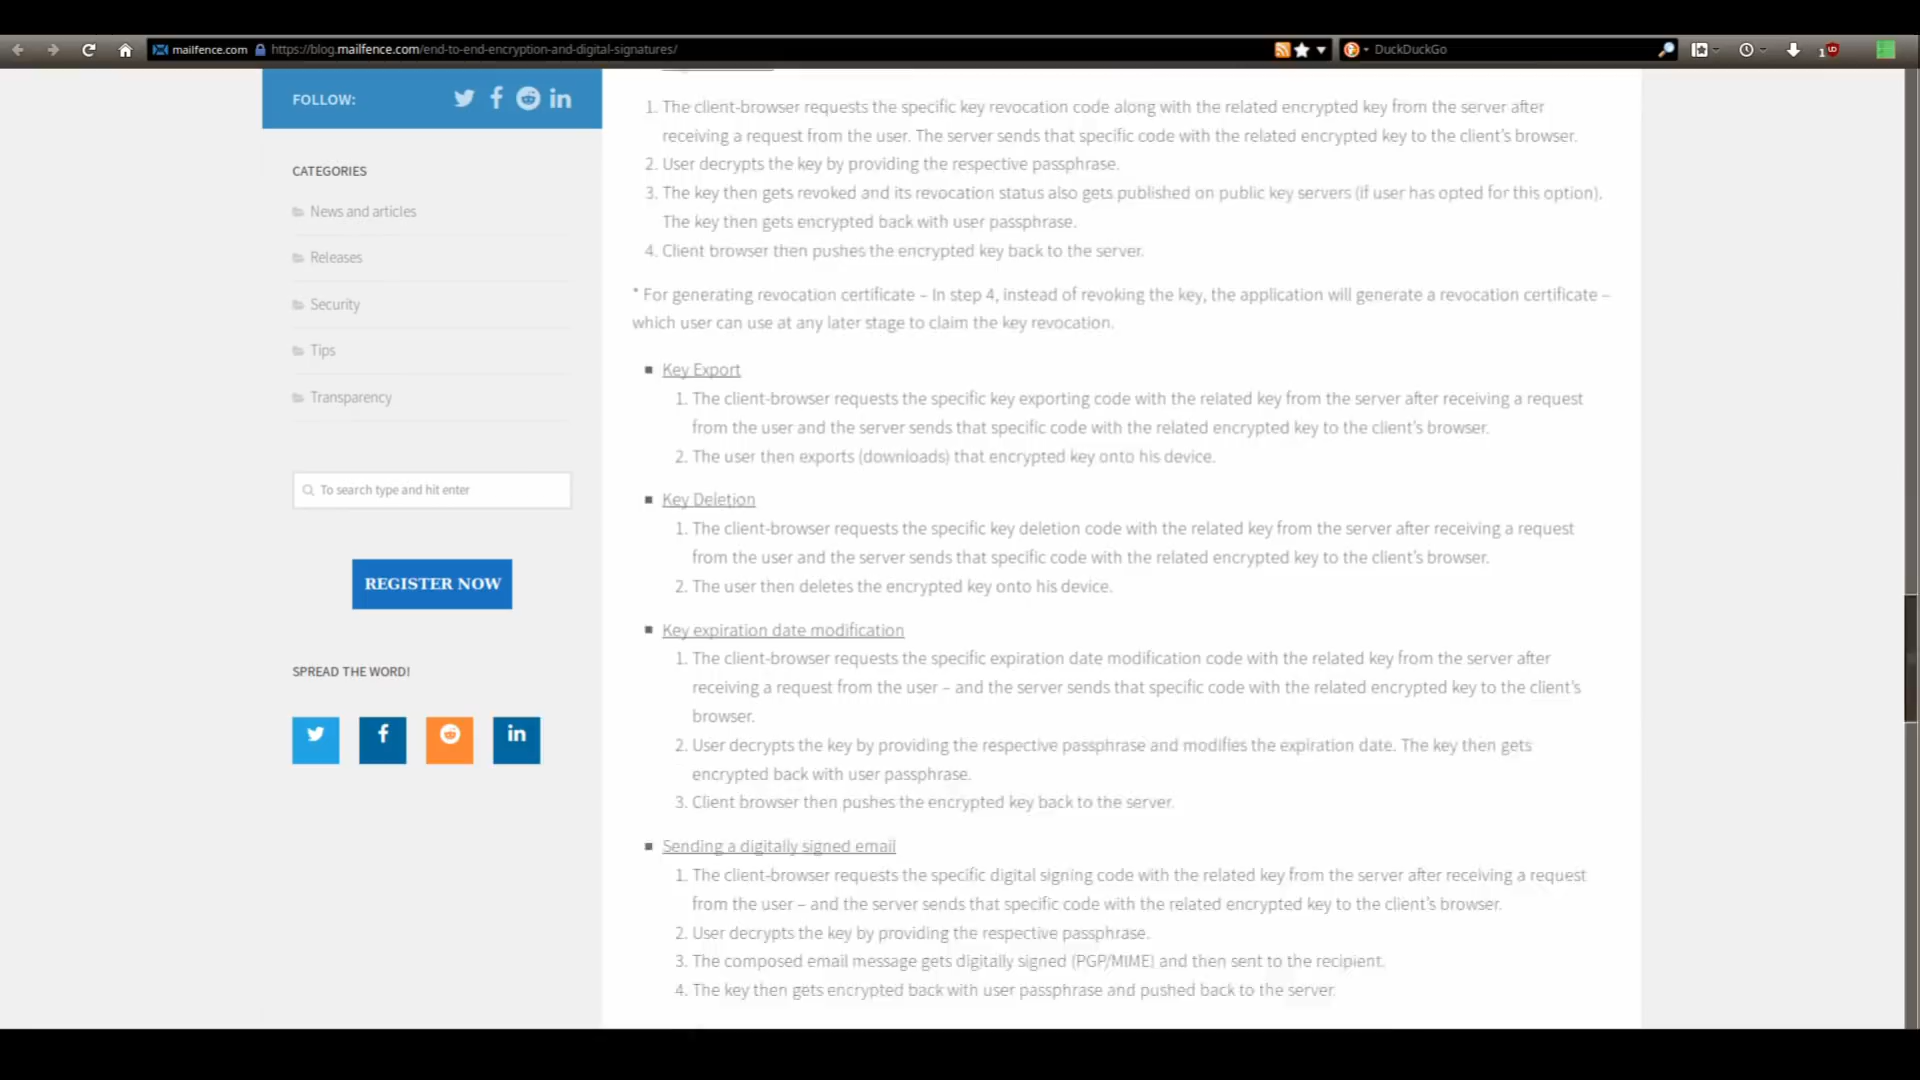 mailfence.com https://blog.mailfence.com/end-to-end-encryption-and-digital-signatures/ DuckDuckGo 1
FOLLOW:
CATEGORIES
News and articles
Releases
Security
Tips
Transparency
To search type and hit enter
REGISTER NOW
SPREAD THE WORD!
1. The client-browser requests the specific key revocation code along with the related encrypted key from the server after
receiving a request from the user. The server sends that specific code with the related encrypted key to the client’s browser.
2. User decrypts the key by providing the respective passphrase.
3. The key then gets revoked and its revocation status also gets published on public key servers (if user has opted for this option).
The key then gets encrypted back with user passphrase.
4. Client browser then pushes the encrypted key back to the server.
* For generating revocation certificate – In step 4, instead of revoking the key, the application will generate a revocation certificate –
which user can use at any later stage to claim the key revocation.
Key Export
1. The client-browser requests the specific key exporting code with the related key from the server after receiving a request
from the user and the server sends that specific code with the related encrypted key to the client’s browser.
2. The user then exports (downloads) that encrypted key onto his device.
Key Deletion
1. The client-browser requests the specific key deletion code with the related key from the server after receiving a request
from the user and the server sends that specific code with the related encrypted key to the client’s browser.
2. The user then deletes the encrypted key onto his device.
Key expiration date modification
1. The client-browser requests the specific expiration date modification code with the related key from the server after
receiving a request from the user – and the server sends that specific code with the related encrypted key to the client’s
browser.
2. User decrypts the key by providing the respective passphrase and modifies the expiration date. The key then gets
encrypted back with user passphrase.
3. Client browser then pushes the encrypted key back to the server.
Sending a digitally signed email
1. The client-browser requests the specific digital signing code with the related key from the server after receiving a request
from the user – and the server sends that specific code with the related encrypted key to the client’s browser.
2. User decrypts the key by providing the respective passphrase.
3. The composed email message gets digitally signed (PGP/MIME) and then sent to the recipient.
4. The key then gets encrypted back with user passphrase and pushed back to the server.